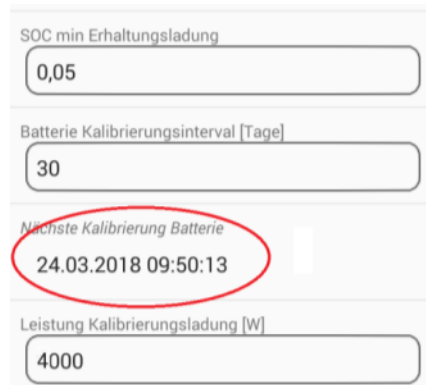 SOC min Erhaltungsladung
0,05
Batterie Kalibrierungsinterval [Tage]
30
Nächste Kalibrierung Batterie
24.03.2018 09:50:13
Leistung Kalibrierungsladung [W]
4000